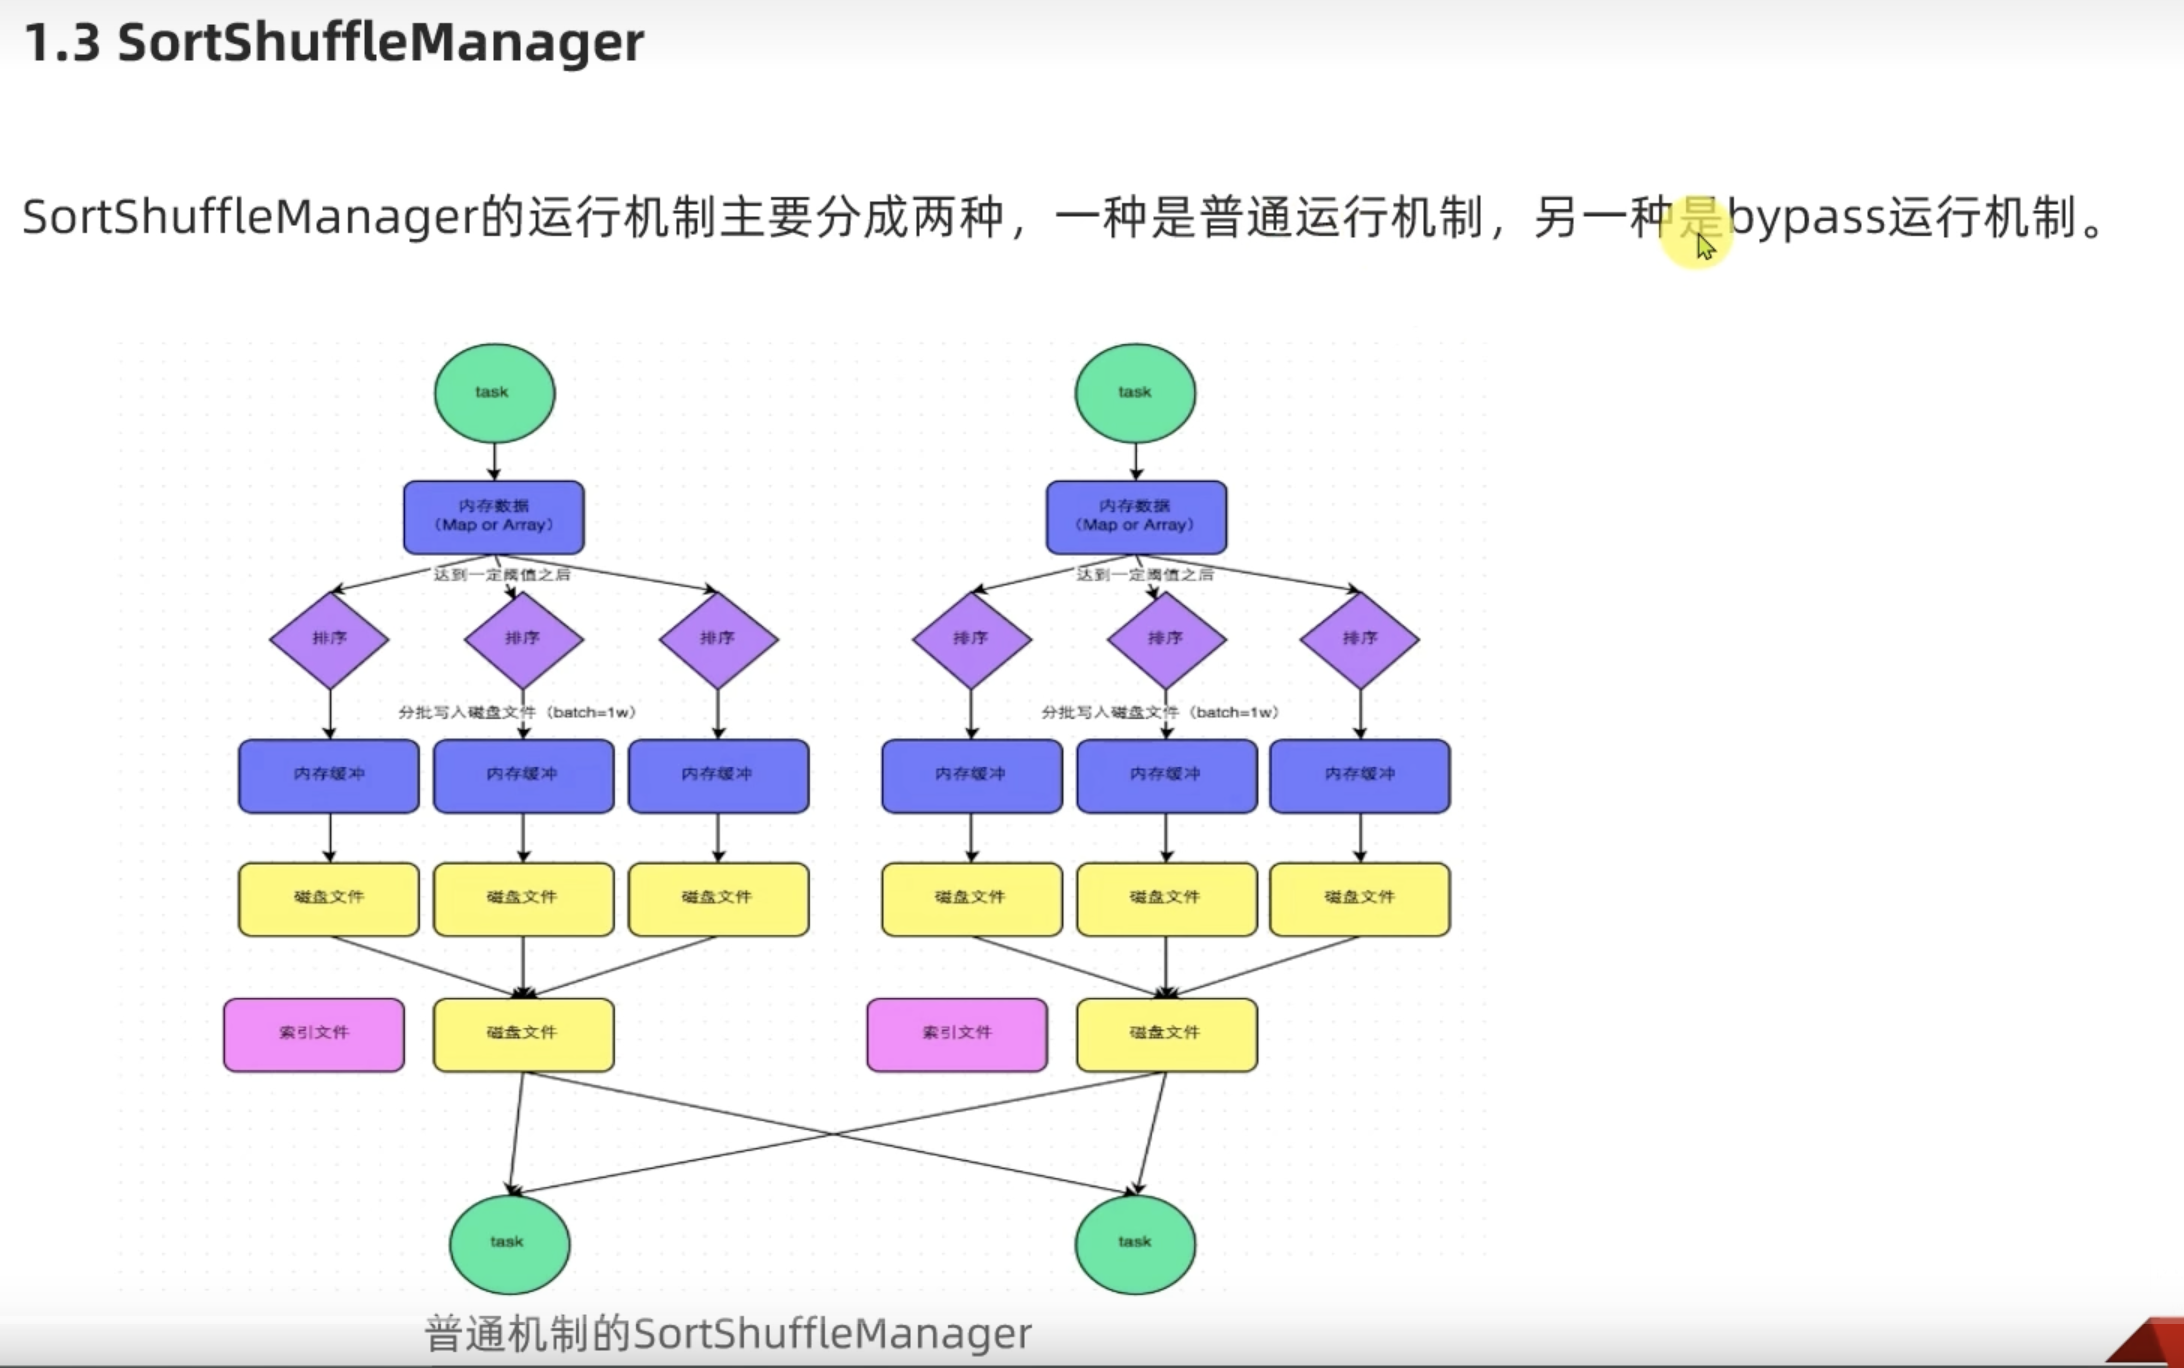 1.3 SortShuffleManager
SortShuffleManager的运行机制主要分成两种，一种是普通运行机制，另一种是bypass运行机制。
task
task
内存数据
（Map or Array）
内存数据
（Map or Array）
达到一定阈值之后
达到一定阈值之后
排序
排序
排序
排序
排序
排序
分批写入磁盘文件（batch=1w）
分批写入磁盘文件（batch=1w）
内存缓冲
内存缓冲
内存缓冲
内存缓冲
内存缓冲
内存缓冲
磁盘文件
磁盘文件
磁盘文件
磁盘文件
磁盘文件
磁盘文件
索引文件
磁盘文件
索引文件
磁盘文件
task
task
普通机制的SortShuffleManager